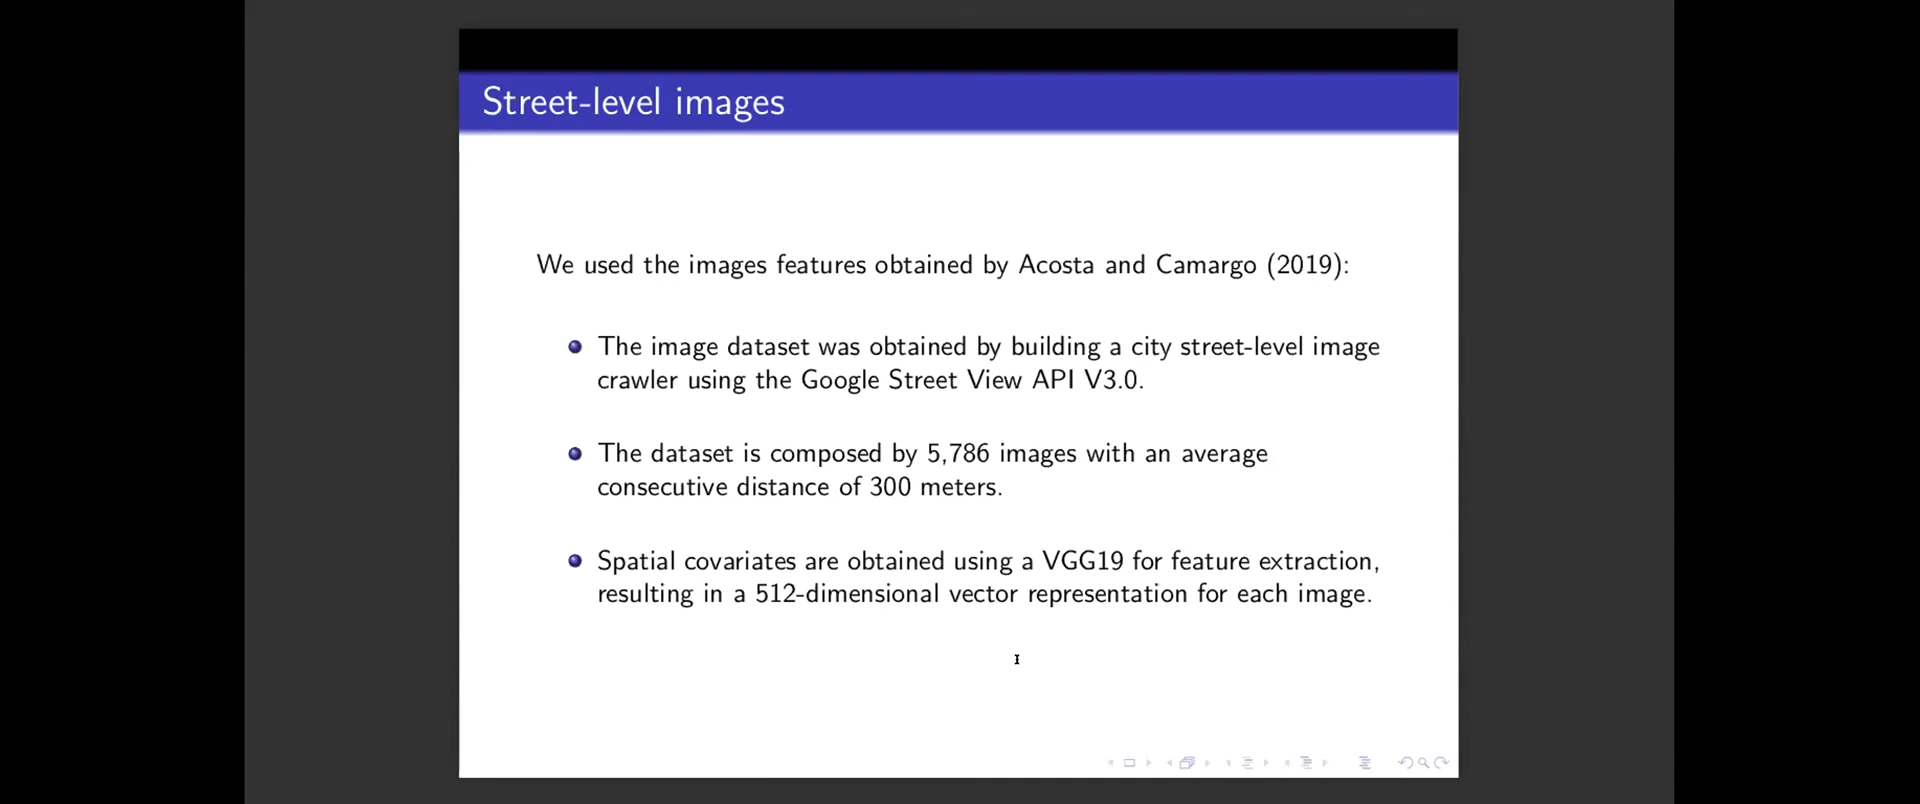 Street-level images
We used the images features obtained by Acosta and Camargo (2019):
The image dataset was obtained by building a city street-level image
crawler using the Google Street View API V3.0.
The dataset is composed by 5,786 images with an average
consecutive distance of 300 meters.
Spatial covariates are obtained using a VGG19 for feature extraction,
resulting in a 512-dimensional vector representation for each image.